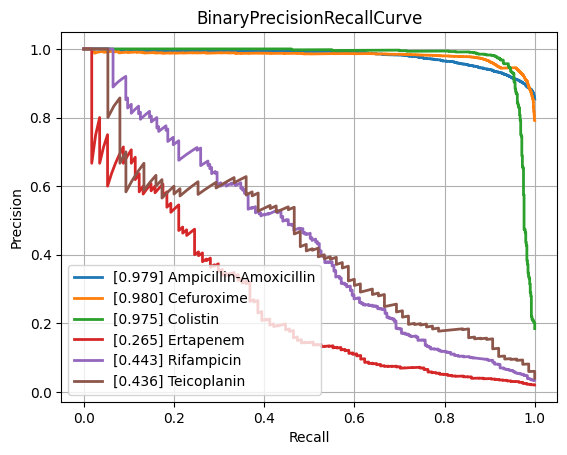 BinaryPrecisionRecallCurve
Precision
1.0
0.8
0.6
0.4
0.2
0.0
[0.979] Ampicillin-Amoxicillin
[0.980] Cefuroxime
[0.975] Colistin
[0.265] Ertapenem
[0.443] Rifampicin
[0.436] Teicoplanin
0.0 0.2 0.4 0.6 0.8 1.0
Recall